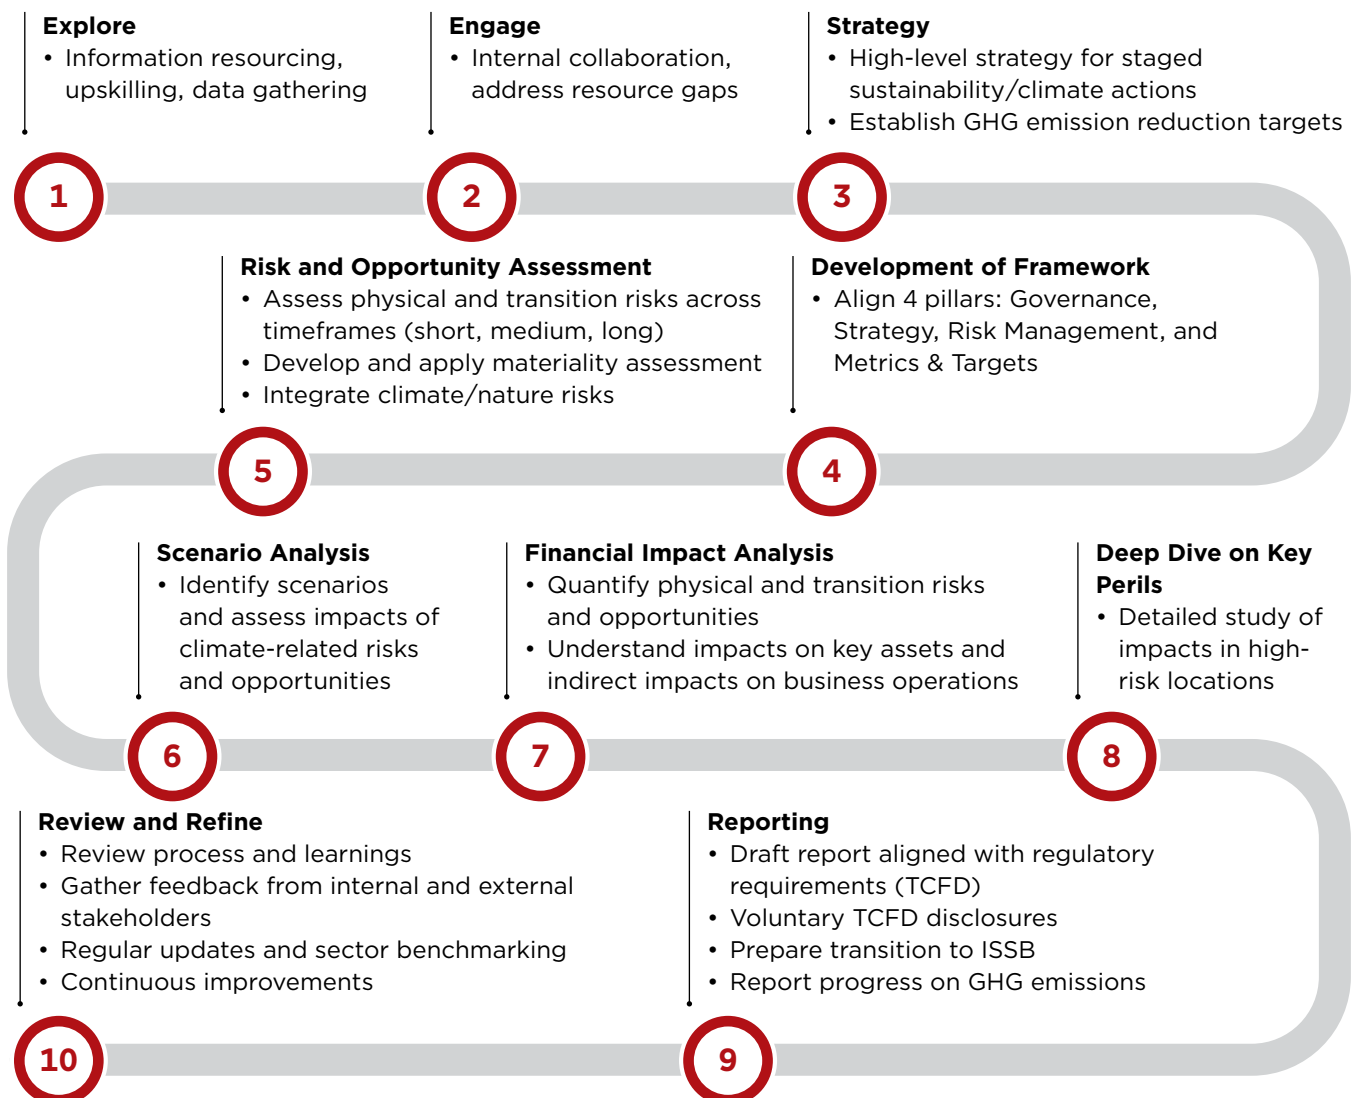 Explore
• Information resourcing,
upskilling, data gathering
1
Engage
• Internal collaboration,
address resource gaps
2
Strategy
• High-level strategy for staged
sustainability/climate actions
• Establish GHG emission reduction targets
3
Development of Framework
• Align 4 pillars: Governance,
Strategy, Risk Management, and
Metrics & Targets
4
Risk and Opportunity Assessment
• Assess physical and transition risks across
timeframes (short, medium, long)
• Develop and apply materiality assessment
• Integrate climate/nature risks
5
Scenario Analysis
• Identify scenarios
and assess impacts of
climate-related risks
and opportunities
6
Financial Impact Analysis
• Quantify physical and transition risks
and opportunities
• Understand impacts on key assets and
indirect impacts on business operations
7
Deep Dive on Key
Perils
• Detailed study of
impacts in high-
risk locations
8
Reporting
• Draft report aligned with regulatory
requirements (TCFD)
• Voluntary TCFD disclosures
• Prepare transition to ISSB
• Report progress on GHG emissions
9
Review and Refine
• Review process and learnings
• Gather feedback from internal and external
stakeholders
• Regular updates and sector benchmarking
• Continuous improvements
10